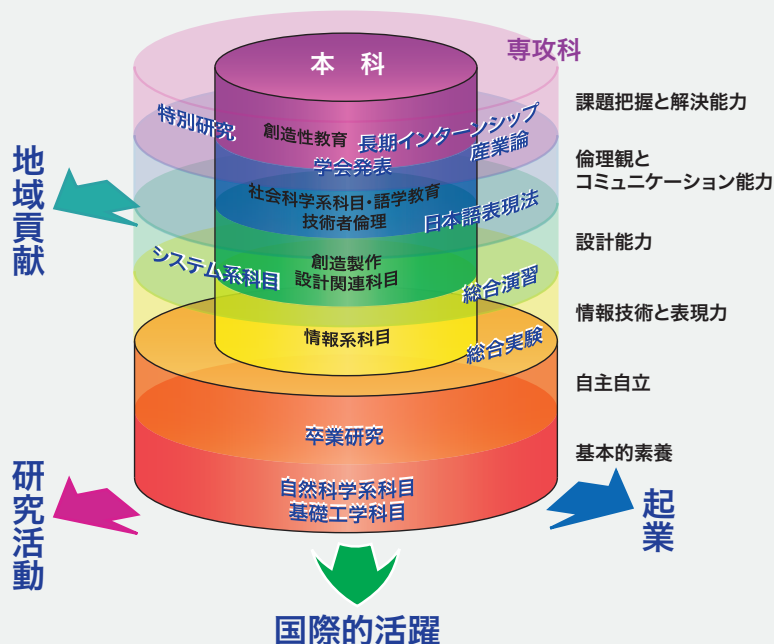 専攻科
本科
課題把握と解決能力
特別研究
創造性教育
長期インターンシップ
産業論
学会発表
倫理観と
コミュニケーション能力
地域貢献
社会科学系科目・語学教育
技術者倫理
日本語表現法
設計能力
システム系科目
創造製作
設計関連科目
総合演習
情報技術と表現力
情報系科目
総合実験
自主自立
卒業研究
基本的素養
研究活動
自然科学系科目
基礎工学科目
起業
国際的活躍